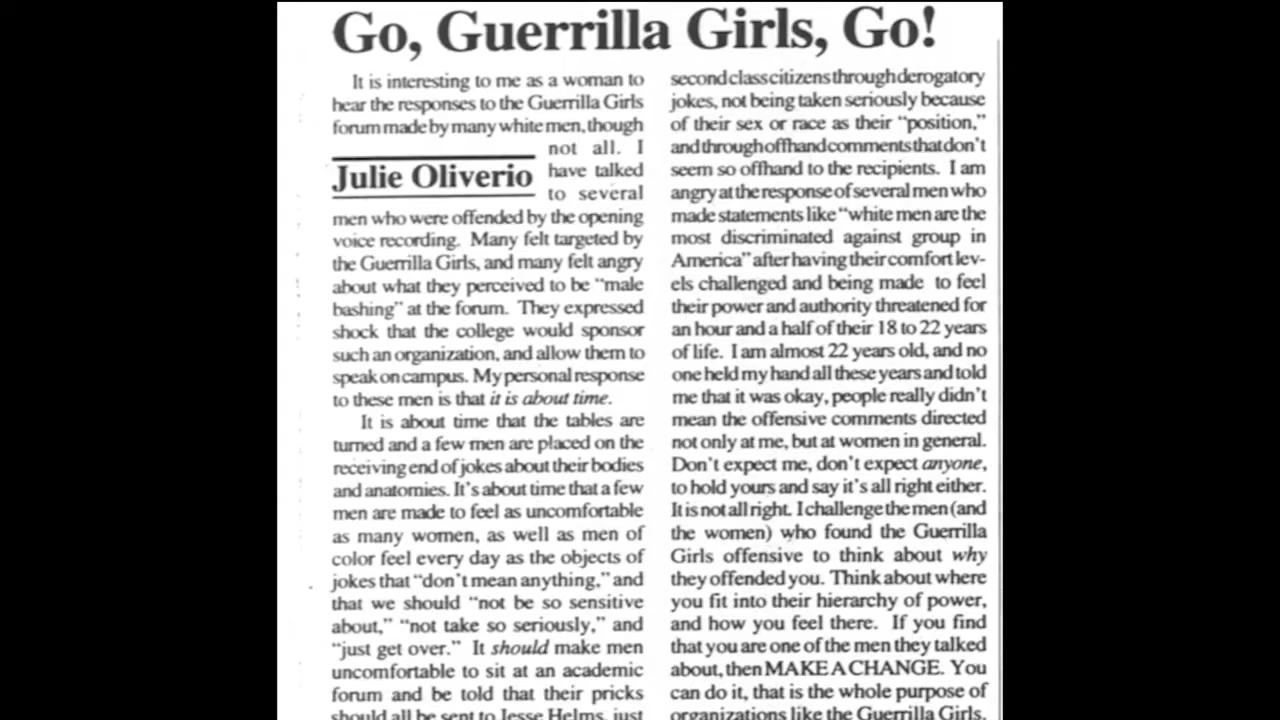 Go, Guerrilla Girls, Go!
It is interesting to me as a woman to
hear the responses to the Guerrilla Girls
forum made by many white men, though
not all. I
Julie Oliverio
have talked
to several
men who were offended by the opening
voice recording. Many felt targeted by
the Guerrilla Girls, and many felt angry
about what they perceived to be "male
bashing" at the forum. They expressed
shock that the college would sponsor
such an organization, and allow them to
speak on campus. My personal response
to these men is that it is about time.
It is about time that the tables are
turned and a few men are placed on the
receiving end of jokes about their bodies
and anatomies. It's about time that a few
men are made to feel as uncomfortable
as many women, as well as men of
color feel every day as the objects of
jokes that "don't mean anything," and
that we should "not be so sensitive
about," "not take so seriously," and
"just get over." It should make men
uncomfortable to sit at an academic
forum and be told that their pricks
should all be sent to Jesse Helms, just
second class citizens through derogatory
jokes, not being taken seriously because
of their sex or race as their "position,"
and through offhand comments that don't
seem so offhand to the recipients. I am
angry at the response of several men who
made statements like "white men are the
most discriminated against group in
America" after having their comfort lev-
els challenged and being made to feel
their power and authority threatened for
an hour and a half of their 18 to 22 years
of life. I am almost 22 years old, and no
one held my hand all these years and told
me that it was okay, people really didn't
mean the offensive comments directed
not only at me, but at women in general.
Don't expect me, don't expect anyone,
to hold yours and say it's all right either.
It is not all right. I challenge the men (and
the women) who found the Guerrilla
Girls offensive to think about why
they offended you. Think about where
you fit into their hierarchy of power,
and how you feel there. If you find
that you are one of the men they talked
about, then MAKE A CHANGE. You
can do it, that is the whole purpose of
organizations like the Guerrilla Girls.